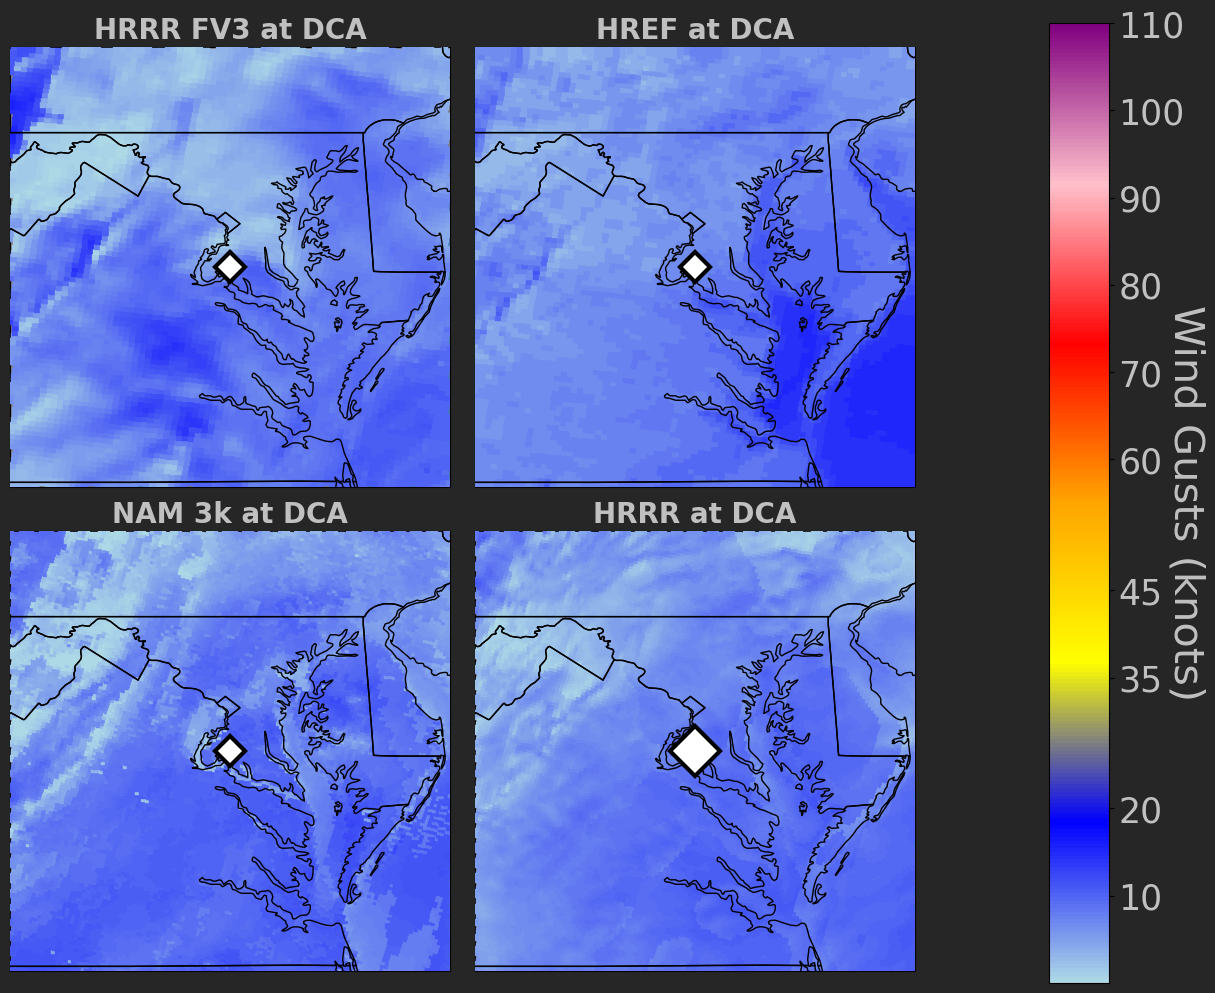 HRRR FV3 at DCA
HREF at DCA
NAM 3k at DCA
HRRR at DCA
110
100
90
80
70
60
45
35
20
10
Wind Gusts (knots)